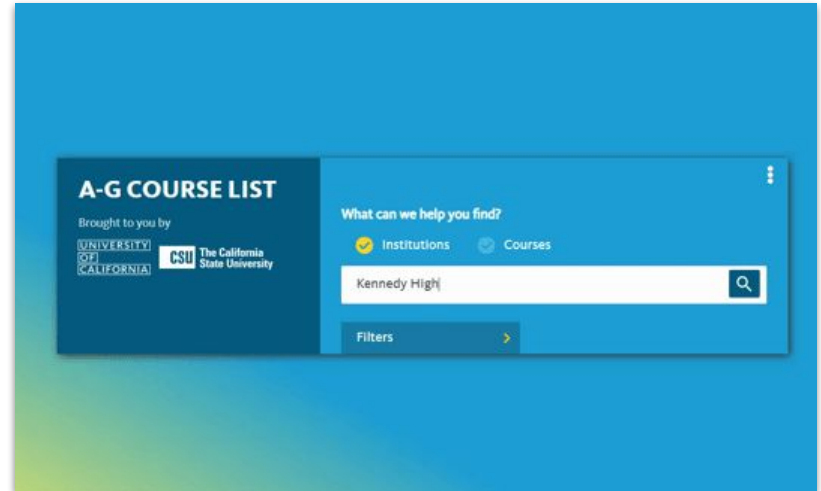 A-G COURSE LIST
Brought to you by
UNIVERSITY
OF
CALIFORNIA
CSU The California
State University
What can we help you find?
Institutions Courses
Kennedy High
Filters